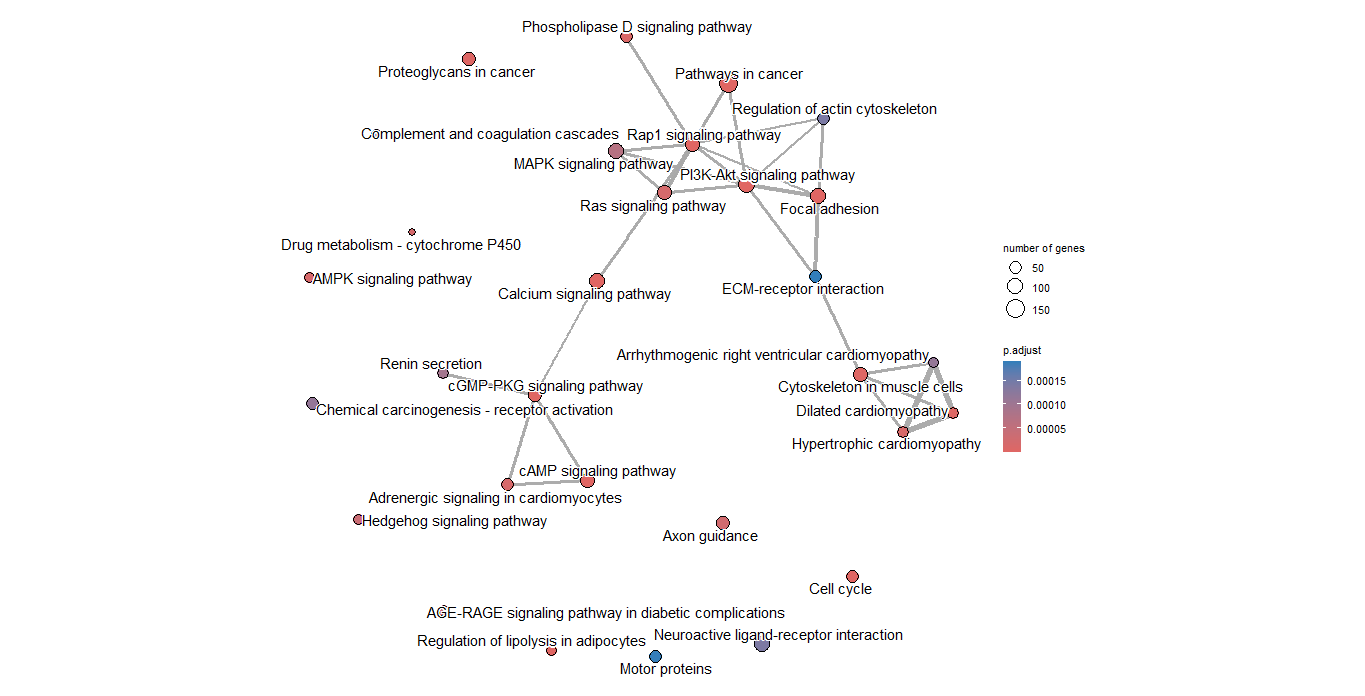 Phospholipase D signaling pathway
Proteoglycans in cancer
Pathways in cancer
Regulation of actin cytoskeleton
Complement and coagulation cascades
Rap1 signaling pathway
MAPK signaling pathway
PI3K-Akt signaling pathway
Ras signaling pathway
Focal adhesion
Drug metabolism - cytochrome P450
number of genes
50
100
150
AMPK signaling pathway
Calcium signaling pathway
ECM-receptor interaction
p.adjust
0.00015
0.00010
0.00005
Arrhythmogenic right ventricular cardiomyopathy
Renin secretion
cGMP-PKG signaling pathway
Cytoskeleton in muscle cells
Chemical carcinogenesis - receptor activation
Dilated cardiomyopathy
Hypertrophic cardiomyopathy
cAMP signaling pathway
Adrenergic signaling in cardiomyocytes
Hedgehog signaling pathway
Axon guidance
Cell cycle
AGE-RAGE signaling pathway in diabetic complications
Regulation of lipolysis in adipocytes
Neuroactive ligand-receptor interaction
Motor proteins